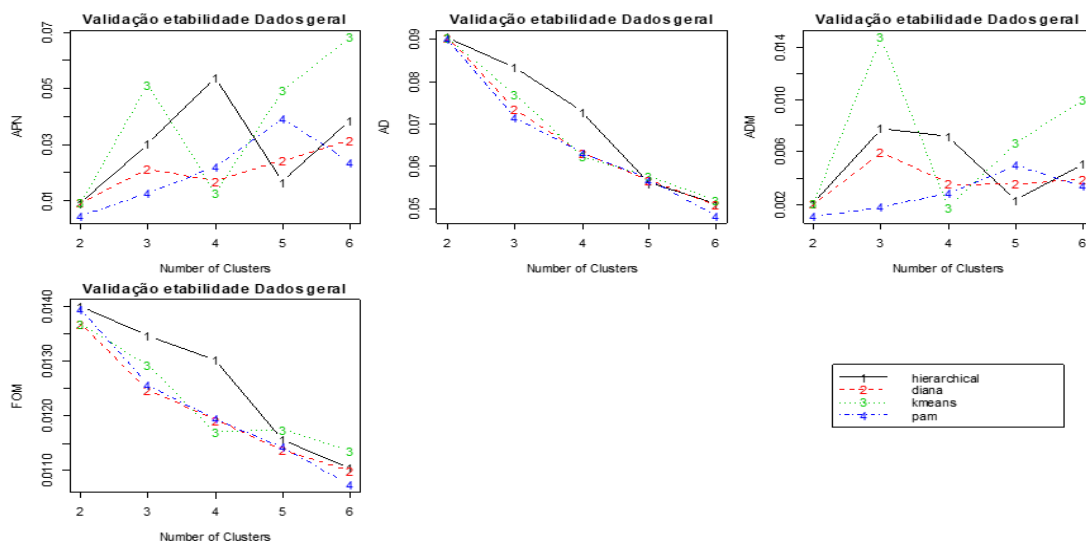 Validação etabilidade Dados geral
APN
0.07
0.05
0.03
0.01
2 3 4 5 6
Number of Clusters
Validação etabilidade Dados geral
AD
0.09
0.08
0.07
0.06
0.05
2 3 4 5 6
Number of Clusters
Validação etabilidade Dados geral
ADM
0.014
0.010
0.006
0.002
2 3 4 5 6
Number of Clusters
Validação etabilidade Dados geral
FOM
0.0140
0.0130
0.0120
0.0110
2 3 4 5 6
Number of Clusters
1 hierarchical
2 diana
3 kmeans
4 pam